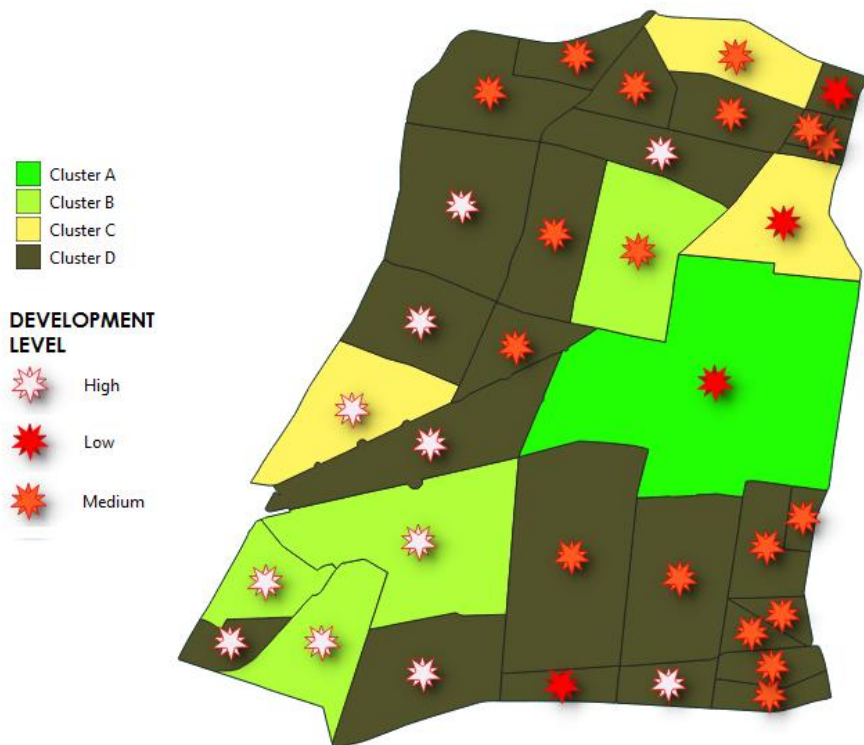 Cluster A
Cluster B
Cluster C
Cluster D
DEVELOPMENT
LEVEL
High
Low
Medium